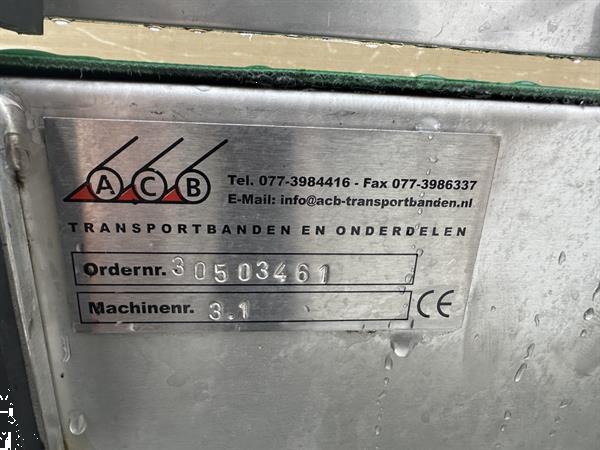 ACB
Tel. 077-3984416 - Fax 077-3986337
E-Mail: info@acb-transportbanden.nl
TRANSPORTBANDEN EN ONDERDELEN
Ordernr. 30503461
Machinenr. 3.1
CE